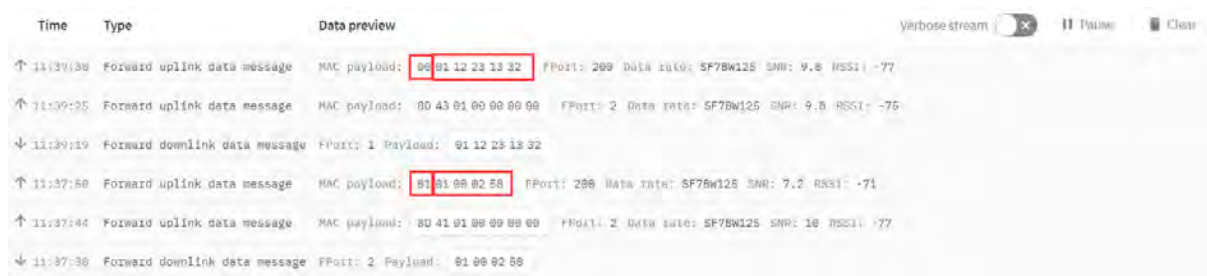 Time Type Data preview Verbose stream Pause Clear
↑ 11:39:30 Forward uplink data message MAC payload: 00 01 12 23 13 32 FPort: 200 Data rate: SF7BW125 SNR: 9.8 RSSI: -77
↑ 11:39:25 Forward uplink data message MAC payload: 8D 43 01 00 00 00 00 FPort: 2 Data rate: SF7BW125 SNR: 9.8 RSSI: -75
↓ 11:39:19 Forward downlink data message FPort: 1 Payload: 01 12 23 13 32
↑ 11:37:50 Forward uplink data message MAC payload: 01 01 00 02 58 FPort: 200 Data rate: SF7BW125 SNR: 7.2 RSSI: -71
↑ 11:37:44 Forward uplink data message MAC payload: 8D 41 01 00 00 00 00 FPort: 2 Data rate: SF7BW125 SNR: 10 RSSI: -77
↓ 11:37:38 Forward downlink data message FPort: 2 Payload: 01 00 02 58